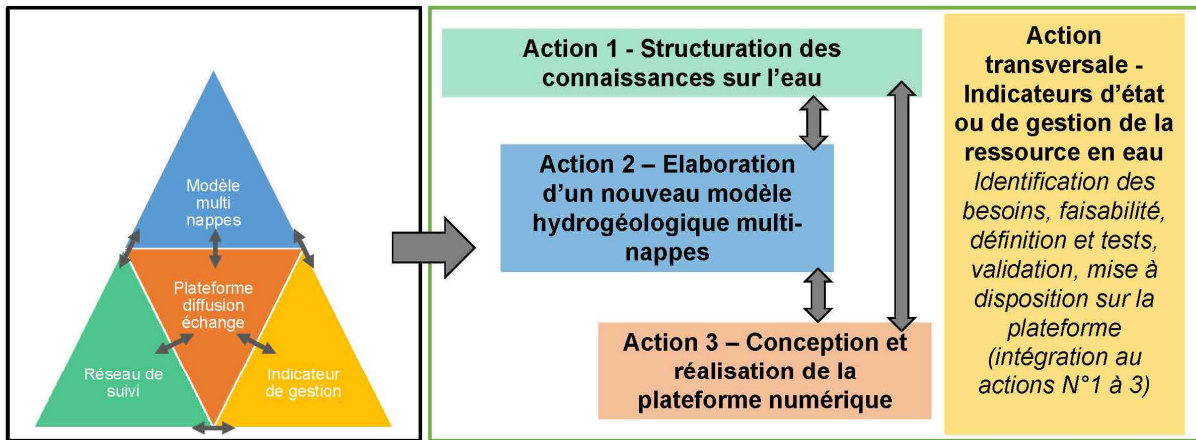 Modèle
multi
nappes
Plateforme
diffusion
échange
Réseau de
suivi
Indicateur
de gestion
Action 1 - Structuration des
connaissances sur l’eau
Action 2 – Elaboration
d’un nouveau modèle
hydrogéologique multi-
nappes
Action 3 – Conception et
réalisation de la
plateforme numérique
Action
transversale -
Indicateurs d’état
ou de gestion de la
ressource en eau
Identification des
besoins, faisabilité,
définition et tests,
validation, mise à
disposition sur la
plateforme
(intégration au
actions N°1 à 3)